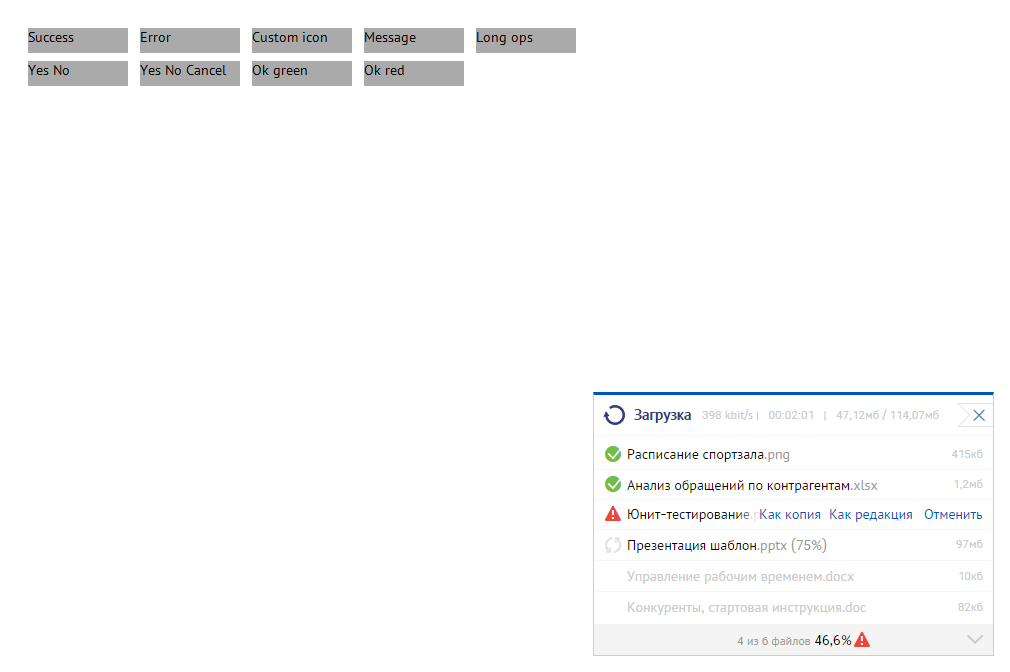 Success Error Custom icon Message Long ops
Yes No Yes No Cancel Ok green Ok red
Загрузка 398 kbit/s | 00:02:01 | 47,12мб / 114,07мб
Расписание спортзала.png 415кб
Анализ обращений по контрагентам.xlsx 1,2мб
Юнит-тестирование. Как копия Как редакция Отменить
Презентация шаблон.pptx (75%) 97мб
Управление рабочим временем.docx 10кб
Конкуренты, стартовая инструкция.doc 82кб
4 из 6 файлов 46,6%